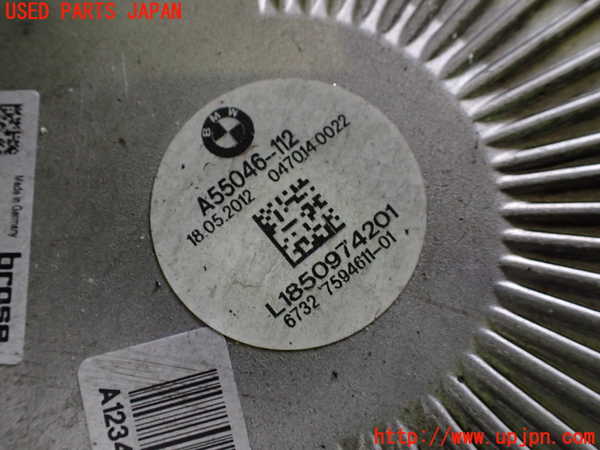 USED PARTS JAPAN
BMW
A55046-112
18.05.2012 047014.0022
L1850974201
6732 7594611-01
Made in Germany
brose
A1234
http://www.upjpn.com/